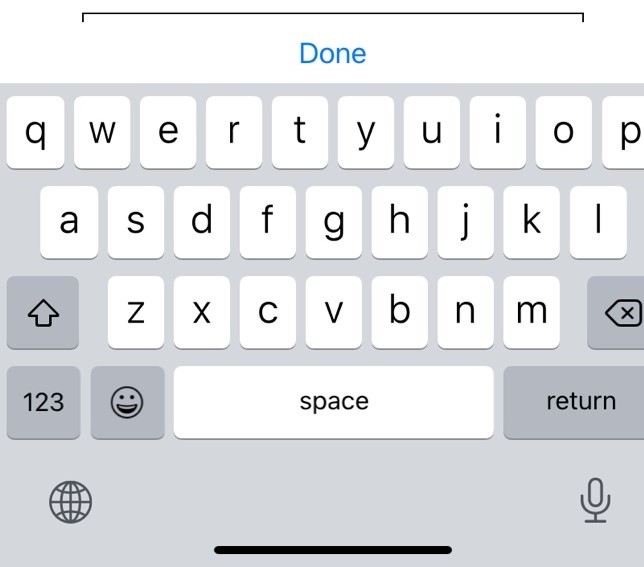 Done
q w e r t y u i o p
a s d f g h j k l
z x c v b n m
123 space return